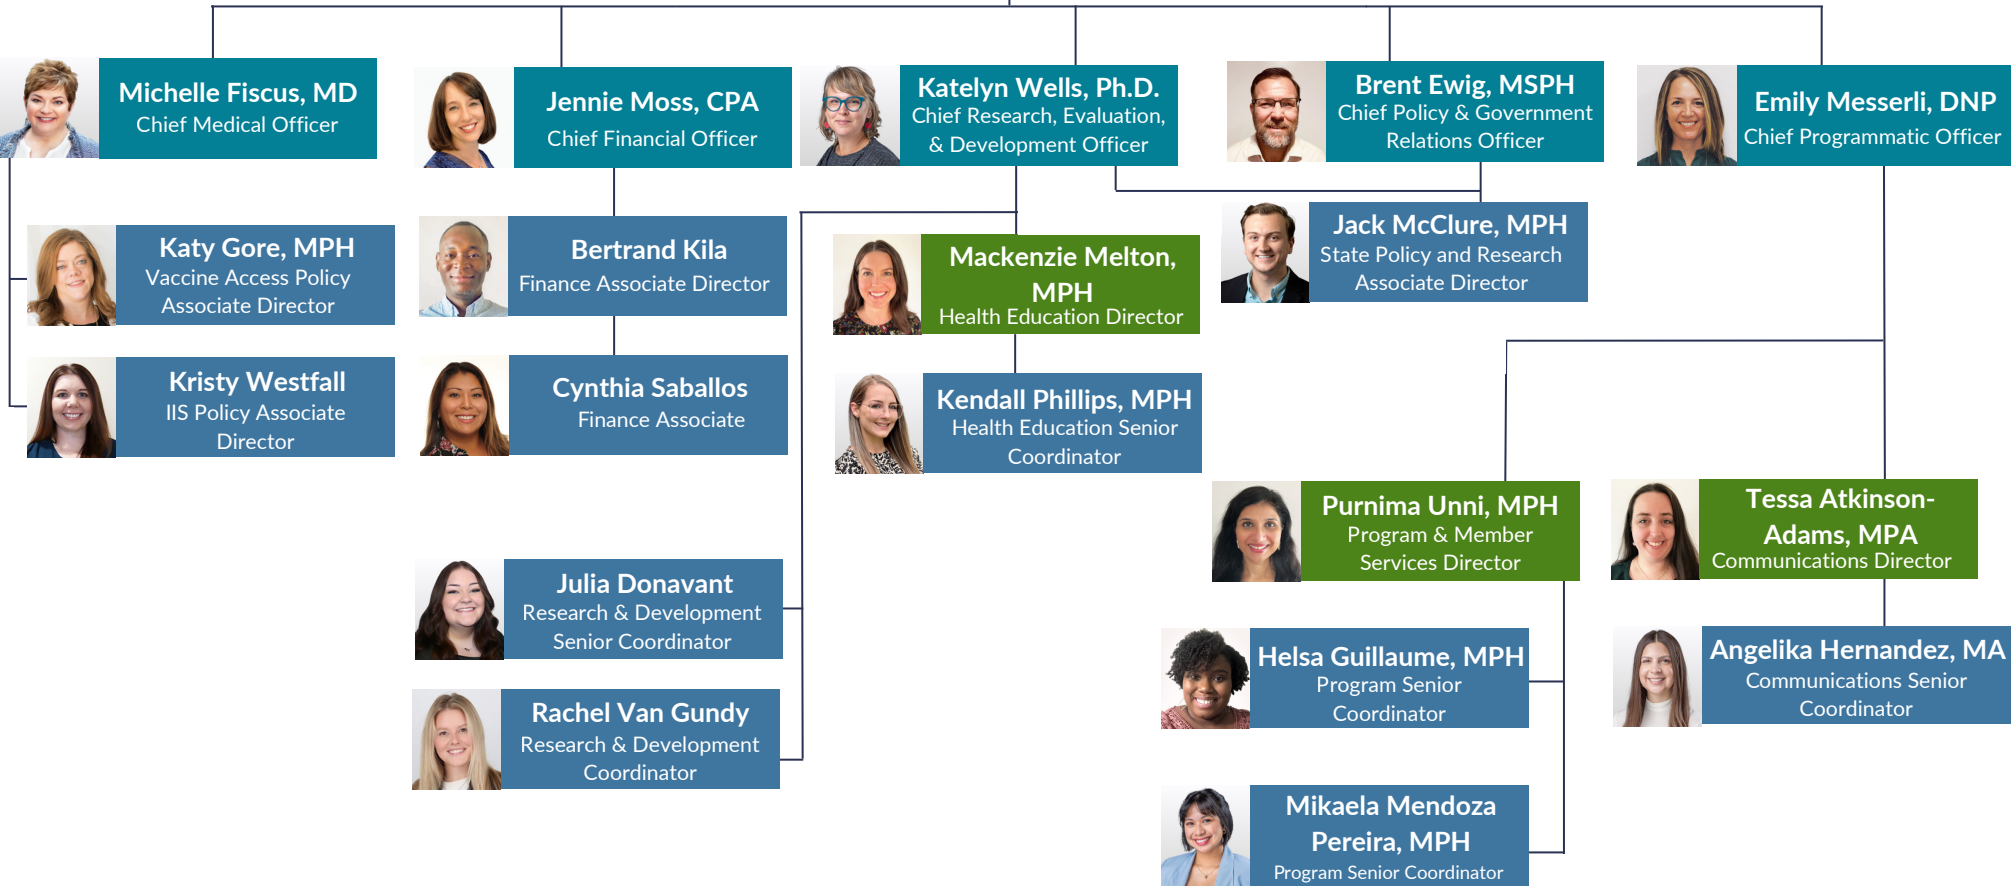 Michelle Fiscus, MD
Chief Medical Officer
Jennie Moss, CPA
Chief Financial Officer
Katelyn Wells, Ph.D.
Chief Research, Evaluation,
& Development Officer
Brent Ewig, MSPH
Chief Policy & Government
Relations Officer
Emily Messerli, DNP
Chief Programmatic Officer
Katy Gore, MPH
Vaccine Access Policy
Associate Director
Bertrand Kila
Finance Associate Director
Mackenzie Melton,
MPH
Health Education Director
Jack McClure, MPH
State Policy and Research
Associate Director
Kristy Westfall
IIS Policy Associate
Director
Cynthia Saballos
Finance Associate
Kendall Phillips, MPH
Health Education Senior
Coordinator
Purnima Unni, MPH
Program & Member
Services Director
Tessa Atkinson-
Adams, MPA
Communications Director
Julia Donavant
Research & Development
Senior Coordinator
Helsa Guillaume, MPH
Program Senior
Coordinator
Angelika Hernandez, MA
Communications Senior
Coordinator
Rachel Van Gundy
Research & Development
Coordinator
Mikaela Mendoza
Pereira, MPH
Program Senior Coordinator